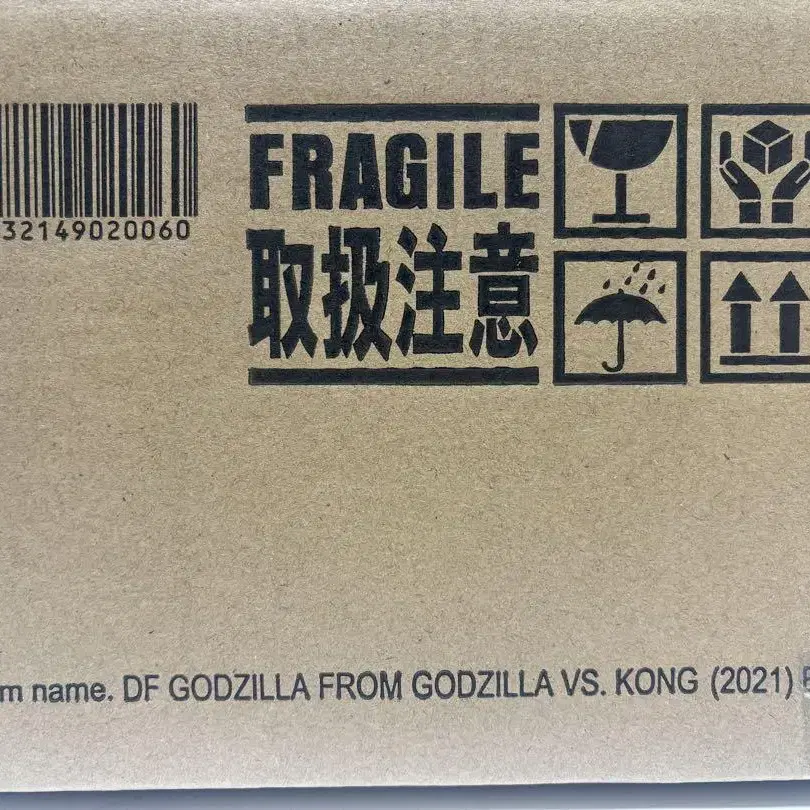 32149020060
FRAGILE
取扱注意
m name. DF GODZILLA FROM GODZILLA VS. KONG (2021)